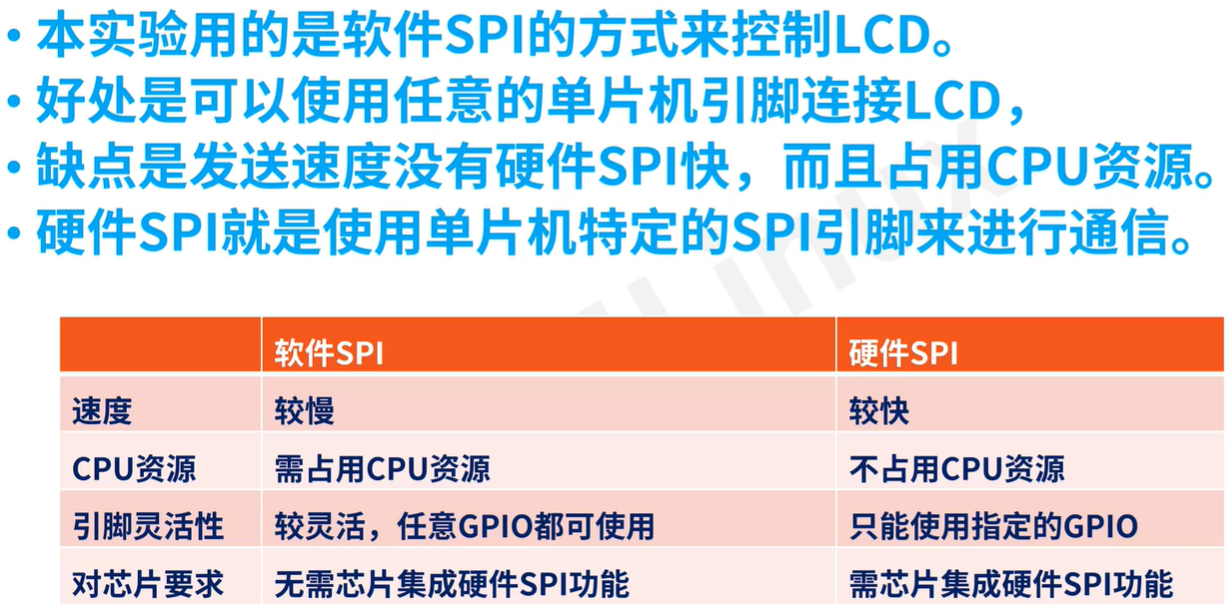 • 本实验用的是软件SPI的方式来控制LCD。
• 好处是可以使用任意的单片机引脚连接LCD，
• 缺点是发送速度没有硬件SPI快，而且占用CPU资源。
• 硬件SPI就是使用单片机特定的SPI引脚来进行通信。
软件SPI 硬件SPI
速度 较慢 较快
CPU资源 需占用CPU资源 不占用CPU资源
引脚灵活性 较灵活，任意GPIO都可使用 只能使用指定的GPIO
对芯片要求 无需芯片集成硬件SPI功能 需芯片集成硬件SPI功能